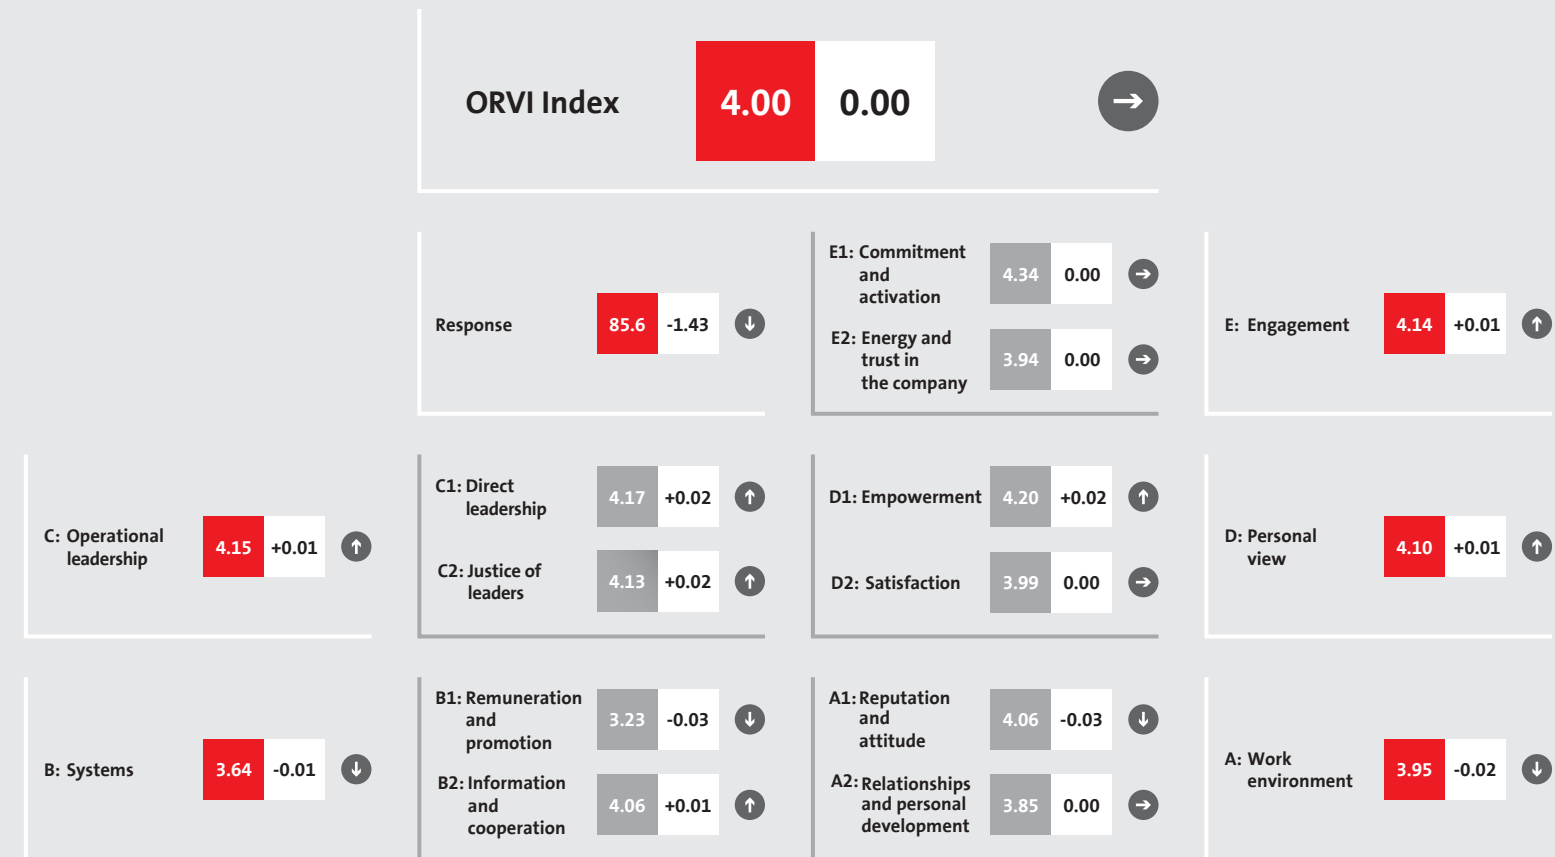 ORVI Index 4.00 0.00
Response 85.6 -1.43
E1: Commitment
and
activation
4.34 0.00
E2: Energy and
trust in
the company
3.94 0.00
E: Engagement 4.14 +0.01
C: Operational
leadership
4.15 +0.01
C1: Direct
leadership
4.17 +0.02
C2: Justice of
leaders
4.13 +0.02
D1: Empowerment 4.20 +0.02
D2: Satisfaction 3.99 0.00
D: Personal
view
4.10 +0.01
B: Systems 3.64 -0.01
B1: Remuneration
and
promotion
3.23 -0.03
B2: Information
and
cooperation
4.06 +0.01
A1: Reputation
and
attitude
4.06 -0.03
A2: Relationships
and personal
development
3.85 0.00
A: Work
environment
3.95 -0.02